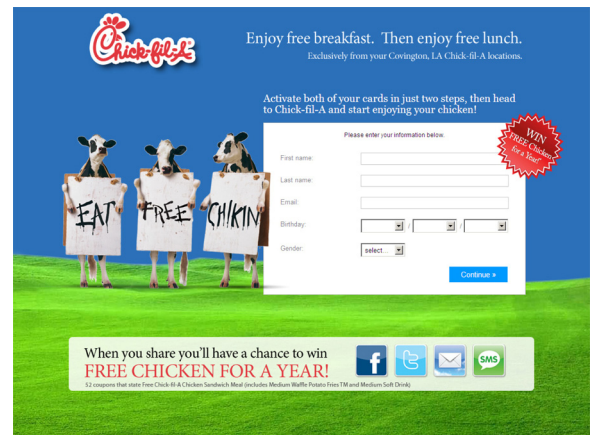 Chick-fil-A
Enjoy free breakfast. Then enjoy free lunch.
Exclusively from your Covington, LA Chick-fil-A locations.
Activate both of your cards in just two steps, then head
to Chick-fil-A and start enjoying your chicken!
Please enter your information below.
WIN
FREE Chicken
for a Year!*
First name:
Last name:
Email:
Birthday:
/ /
Gender:
select...
Continue »
EAT FREE CHIKIN
When you share you'll have a chance to win
FREE CHICKEN FOR A YEAR!
52 coupons that state Free Chick-fil-A Chicken Sandwich Meal (includes Medium Waffle Potato Fries TM and Medium Soft Drink)
SMS